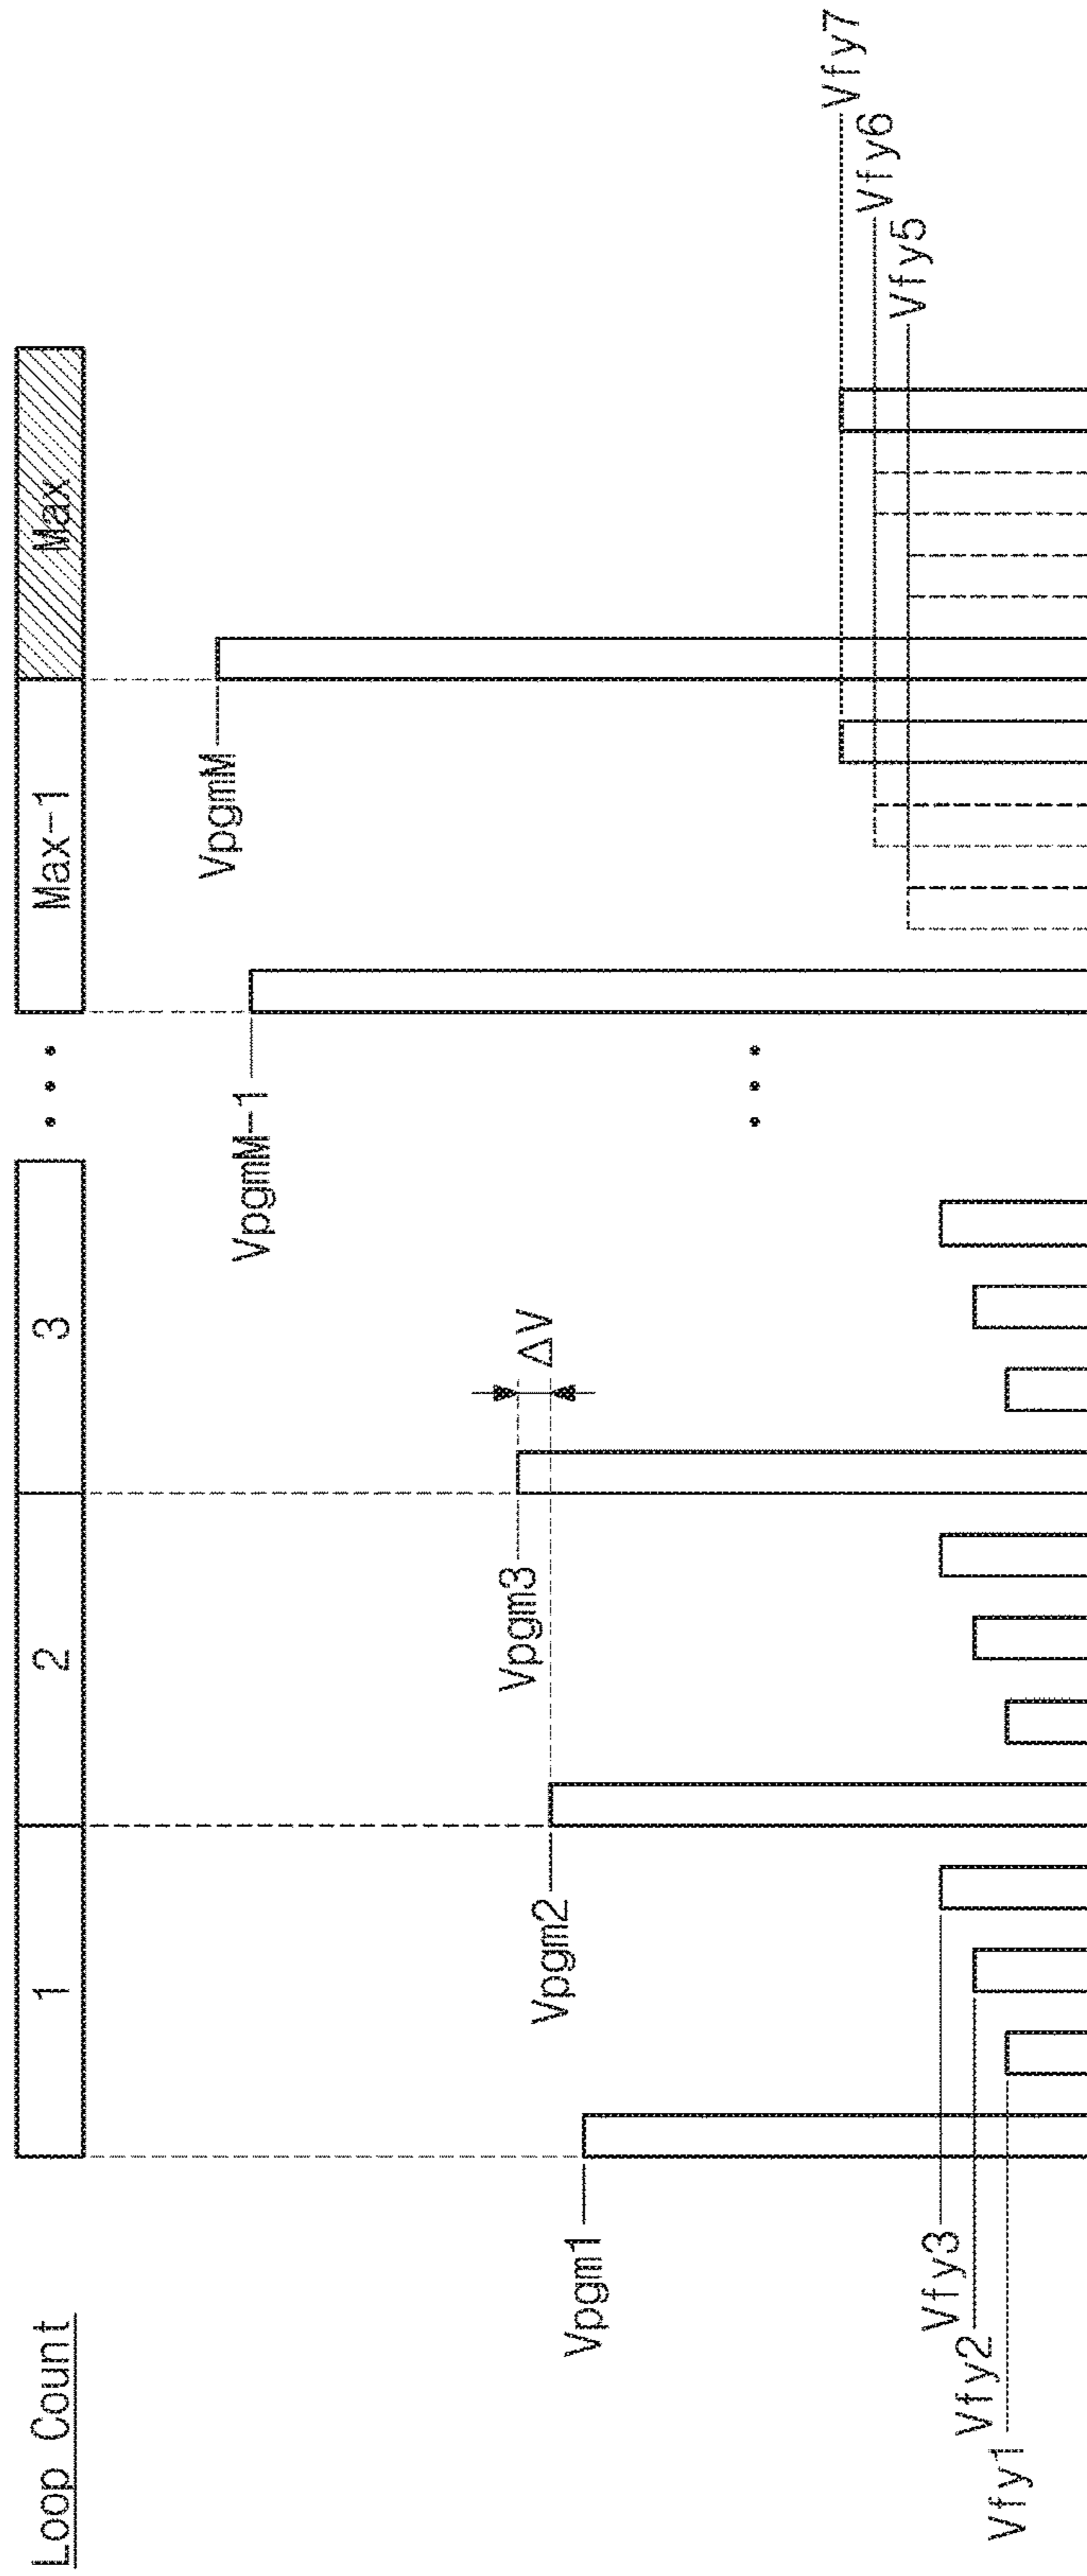 Loop Count
1
2
3
• • •
Max-1
Max
VpgmM
VpgmM-1
Vpgm3
ΔV
Vpgm2
Vpgm1
• • •
Vfy7
Vfy6
Vfy5
Vfy3
Vfy2
Vfy1